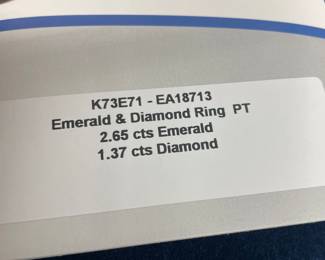 K73E71 - EA18713
Emerald & Diamond Ring PT
2.65 cts Emerald
1.37 cts Diamond